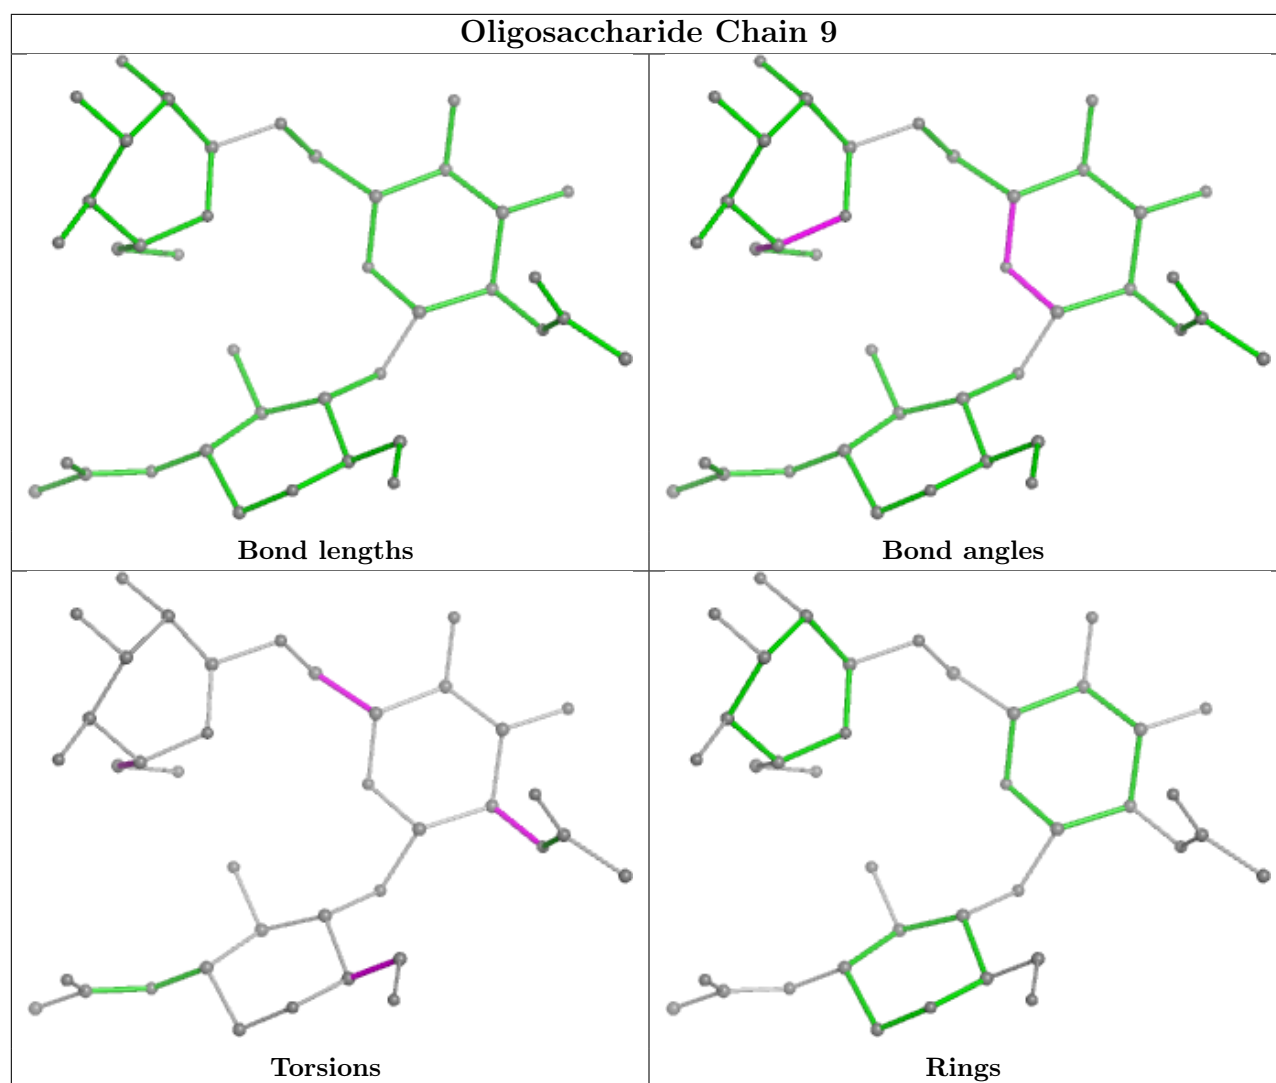 Oligosaccharide Chain 9
Bond lengths
Bond angles
Torsions
Rings